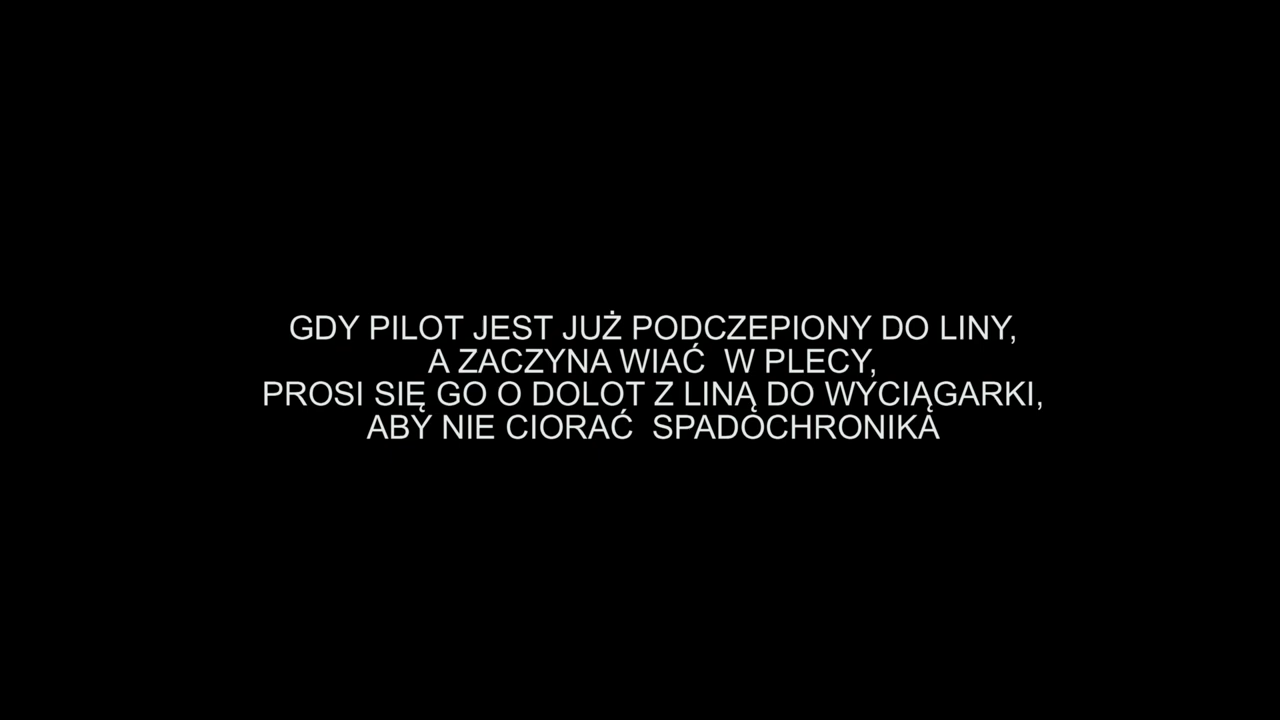 GDY PILOT JEST JUŻ PODCZEPIONY DO LINY,
A ZACZYNA WIAĆ  W PLECY,
PROSI SIĘ GO O DOLOT Z LINĄ DO WYCIĄGARKI,
ABY NIE CIORAĆ  SPADOCHRONIKA